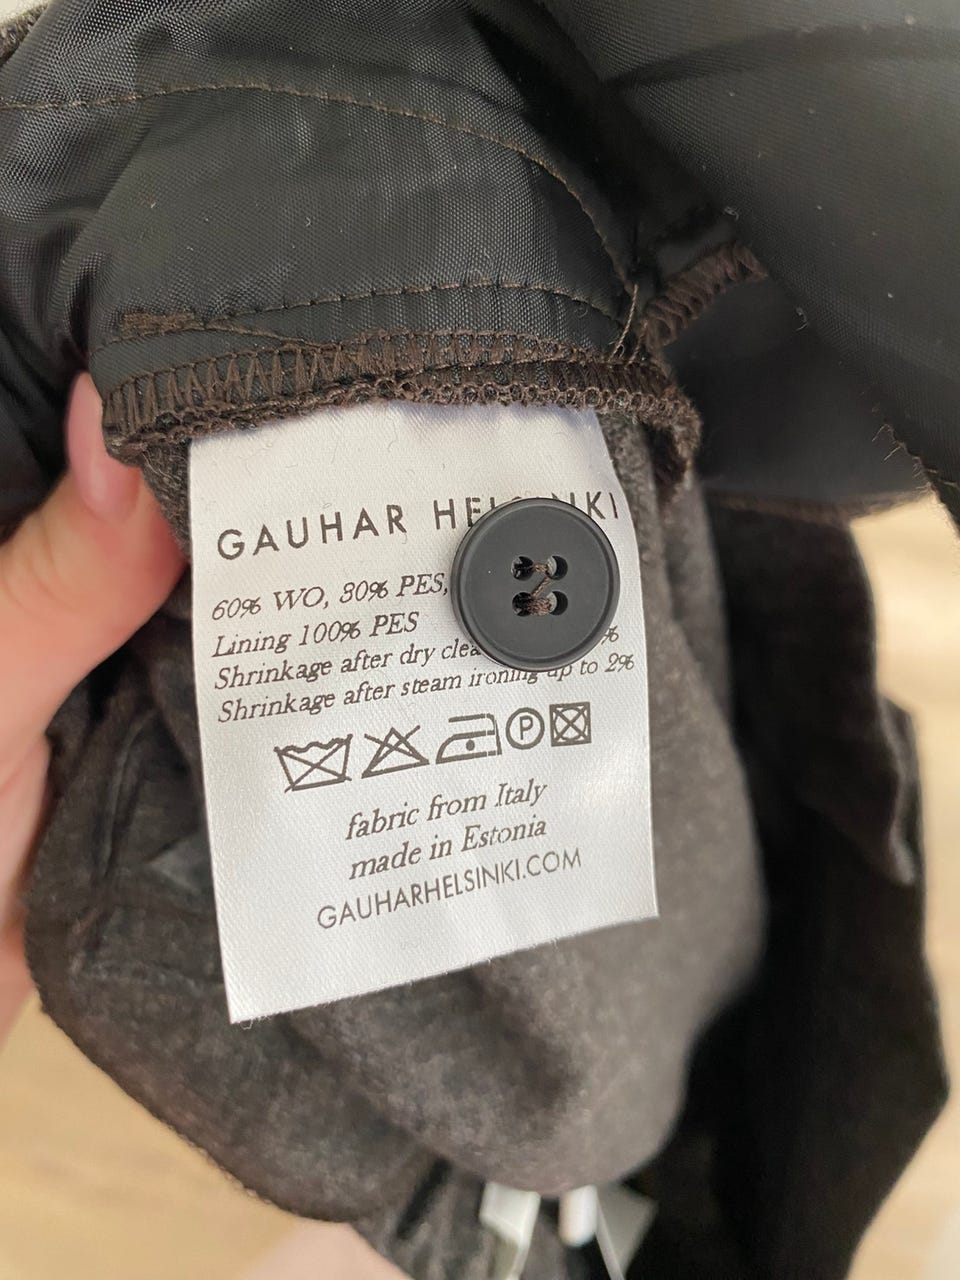 GAUHAR HELSINKI
60% WO, 30% PES,
Lining 100% PES
Shrinkage after dry %
Shrinkage after steam ironing up to 2%
P
fabric from Italy
made in Estonia
GAUHARHELSINKI.COM